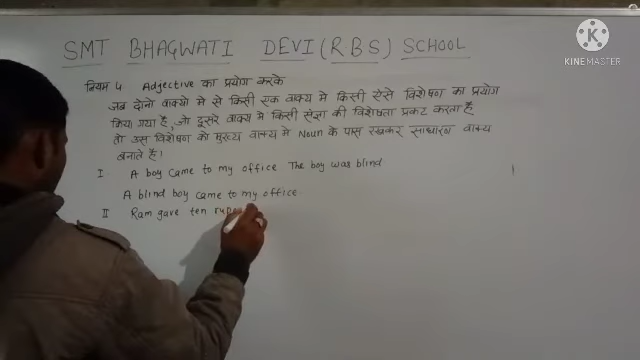 KINEMASTER
SMT BHAGWATI DEVI (R.B.S) SCHOOL
नियम 4 Adjective का प्रयोग करके
जब दोनो वाक्यो मे से किसी एक वाक्य मे किसी ऐसे विशेषण का प्रयोग
किया गया है, जो दूसरे वाक्य मे किसी संज्ञा की विशेषता प्रकट करता है
तो उस विशेषण को मुख्य वाक्य मे Noun के पास रखकर साधारण वाक्य
बनाते है।
I A boy came to my office The boy was blind
A blind boy came to my office.
II Ram gave ten